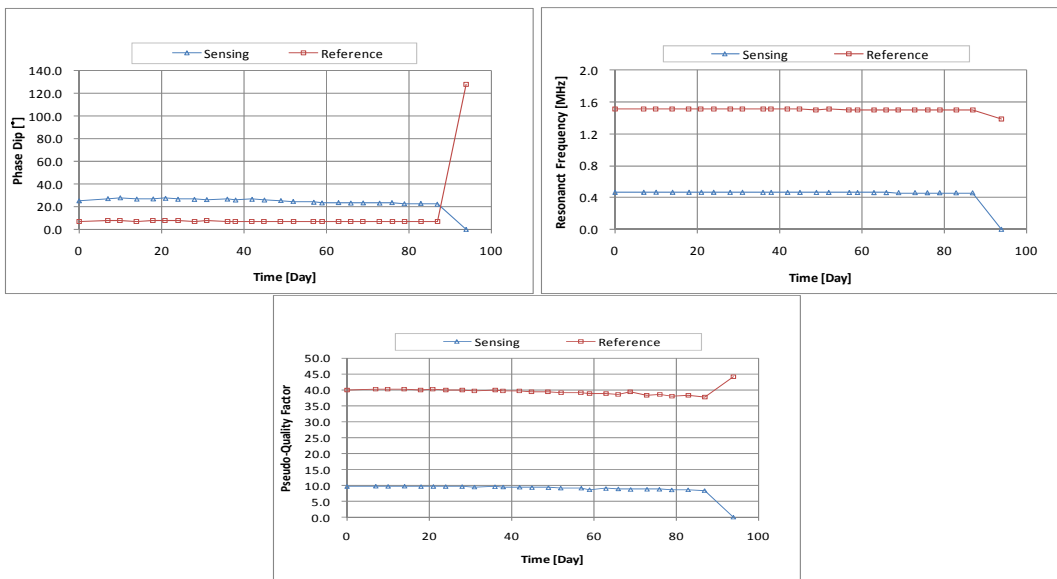 Sensing Reference
140.0
120.0
100.0
80.0
60.0
40.0
20.0
0.0
Phase Dip [°]
0 20 40 60 80 100
Time [Day]
Sensing Reference
2.0
1.6
1.2
0.8
0.4
0.0
Resonanct Frequency [MHz]
0 20 40 60 80 100
Time [Day]
Sensing Reference
50.0
45.0
40.0
35.0
30.0
25.0
20.0
15.0
10.0
5.0
0.0
Pseudo-Quality Factor
0 20 40 60 80 100
Time [Day]